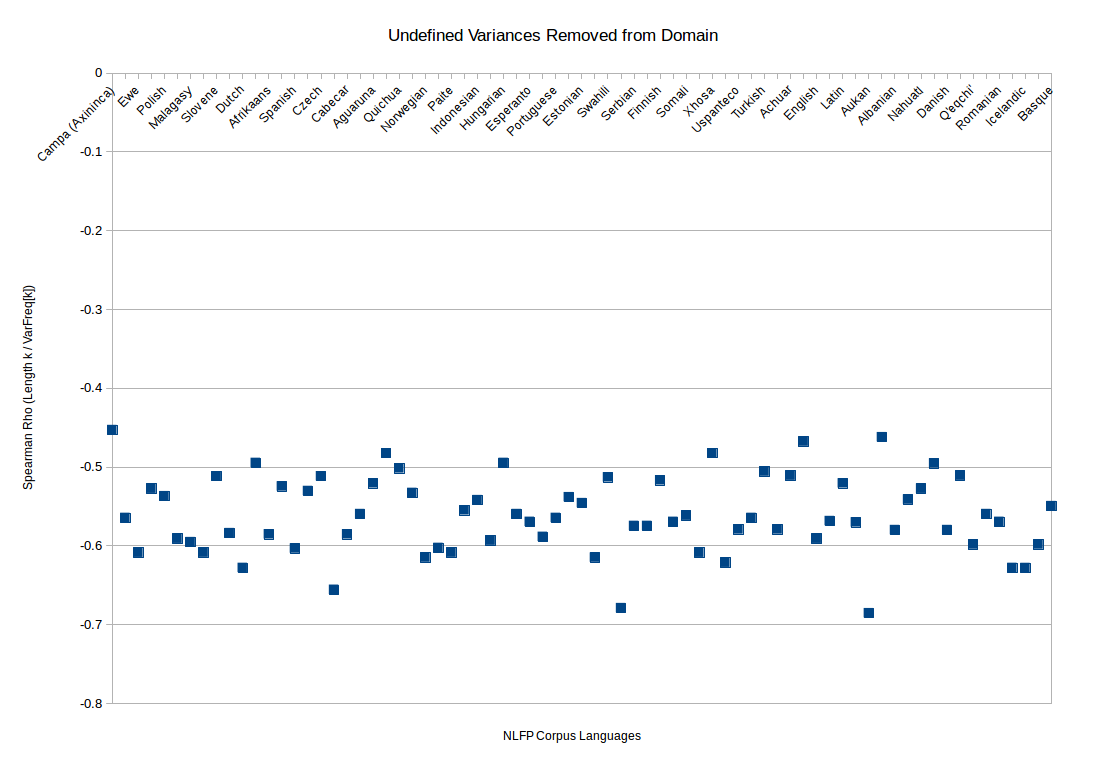 Undefined Variances Removed from Domain
0
Campa (Axininca)
Ewe
Polish
Malagasy
Slovene
Dutch
Afrikaans
Spanish
Czech
Cabecar
Aguaruna
Quichua
Norwegian
Paite
Indonesian
Hungarian
Esperanto
Portuguese
Estonian
Swahili
Serbian
Finnish
Somali
Xhosa
Uspanteco
Turkish
Achuar
English
Latin
Aukan
Albanian
Nahuatl
Danish
Q'eqchi'
Romanian
Icelandic
Basque
-0.1
-0.2
-0.3
-0.4
-0.5
-0.6
-0.7
-0.8
Spearman Rho (Length k / VarFreq[k])
NLFP Corpus Languages